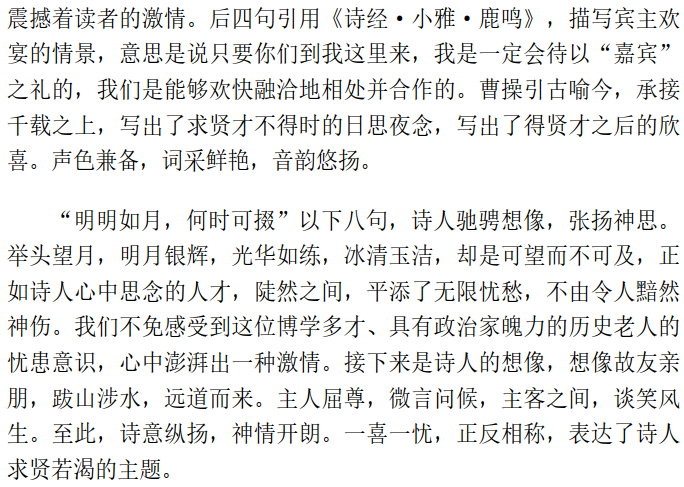 震撼着读者的激情。后四句引用《诗经·小雅·鹿鸣》，描写宾主欢
宴的情景，意思是说只要你们到我这里来，我是一定会待以“嘉宾”
之礼的，我们是能够欢快融洽地相处并合作的。曹操引古喻今，承接
千载之上，写出了求贤才不得时的日思夜念，写出了得贤才之后的欣
喜。声色兼备，词采鲜艳，音韵悠扬。
“明明如月，何时可掇”以下八句，诗人驰骋想像，张扬神思。
举头望月，明月银辉，光华如练，冰清玉洁，却是可望而不可及，正
如诗人心中思念的人才，陡然之间，平添了无限忧愁，不由令人黯然
神伤。我们不免感受到这位博学多才、具有政治家魄力的历史老人的
忧患意识，心中澎湃出一种激情。接下来是诗人的想像，想像故友亲
朋，跋山涉水，远道而来。主人屈尊，微言问候，主客之间，谈笑风
生。至此，诗意纵扬，神情开朗。一喜一忧，正反相称，表达了诗人
求贤若渴的主题。